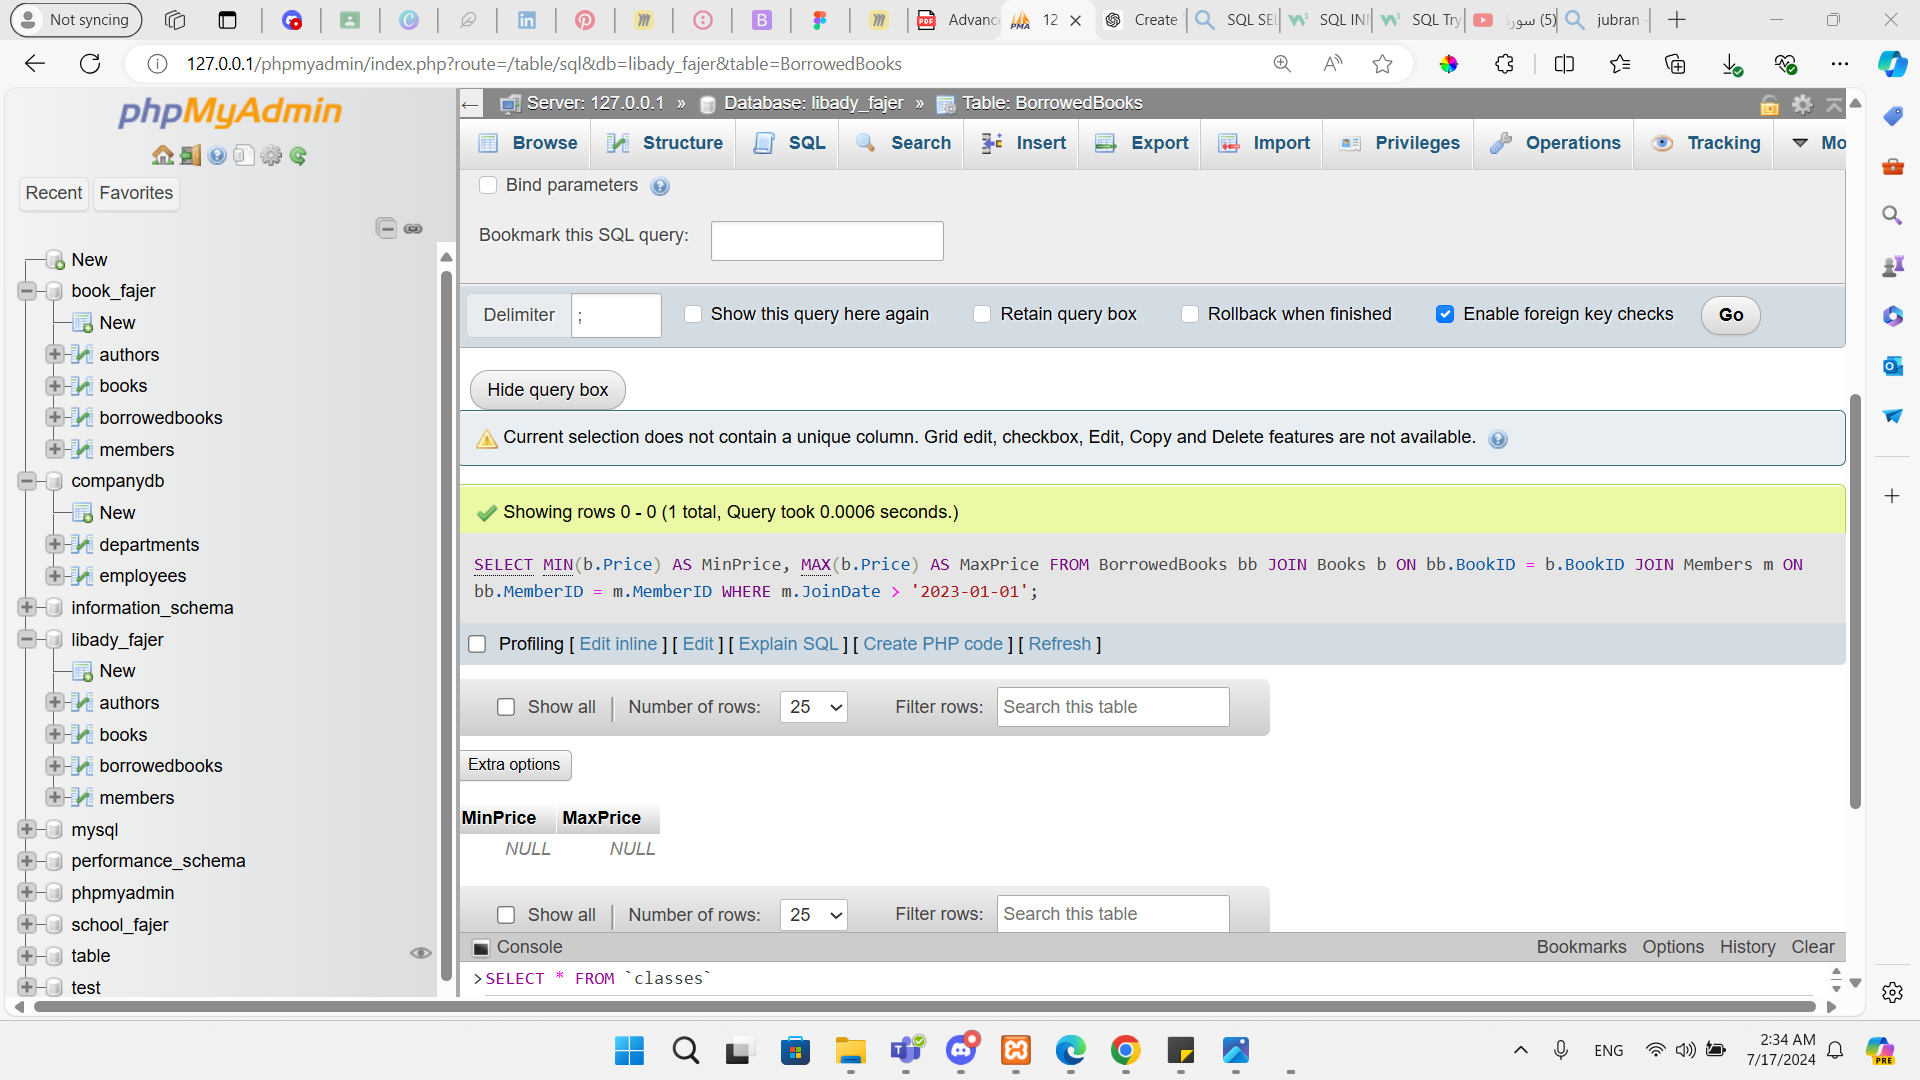 Not syncing
Advanc
12
Create
SQL SEL
SQL INN
SQL Try
(5) سورة
jubran
127.0.0.1/phpmyadmin/index.php?route=/table/sql&db=libady_fajer&table=BorrowedBooks
phpMyAdmin
Recent
Favorites
New
book_fajer
New
authors
books
borrowedbooks
members
companydb
New
departments
employees
information_schema
libady_fajer
New
authors
books
borrowedbooks
members
mysql
performance_schema
phpmyadmin
school_fajer
table
test
Server: 127.0.0.1 » Database: libady_fajer » Table: BorrowedBooks
Browse Structure SQL Search Insert Export Import Privileges Operations Tracking Mo
Bind parameters
Bookmark this SQL query:
Delimiter ; Show this query here again Retain query box Rollback when finished Enable foreign key checks Go
Hide query box
Current selection does not contain a unique column. Grid edit, checkbox, Edit, Copy and Delete features are not available.
Showing rows 0 - 0 (1 total, Query took 0.0006 seconds.)
SELECT MIN(b.Price) AS MinPrice, MAX(b.Price) AS MaxPrice FROM BorrowedBooks bb JOIN Books b ON bb.BookID = b.BookID JOIN Members m ON
bb.MemberID = m.MemberID WHERE m.JoinDate > '2023-01-01';
Profiling [ Edit inline ] [ Edit ] [ Explain SQL ] [ Create PHP code ] [ Refresh ]
Show all Number of rows: 25 Filter rows: Search this table
Extra options
MinPrice MaxPrice
NULL NULL
Show all Number of rows: 25 Filter rows: Search this table
Console Bookmarks Options History Clear
>SELECT * FROM `classes`
ENG
2:34 AM
7/17/2024